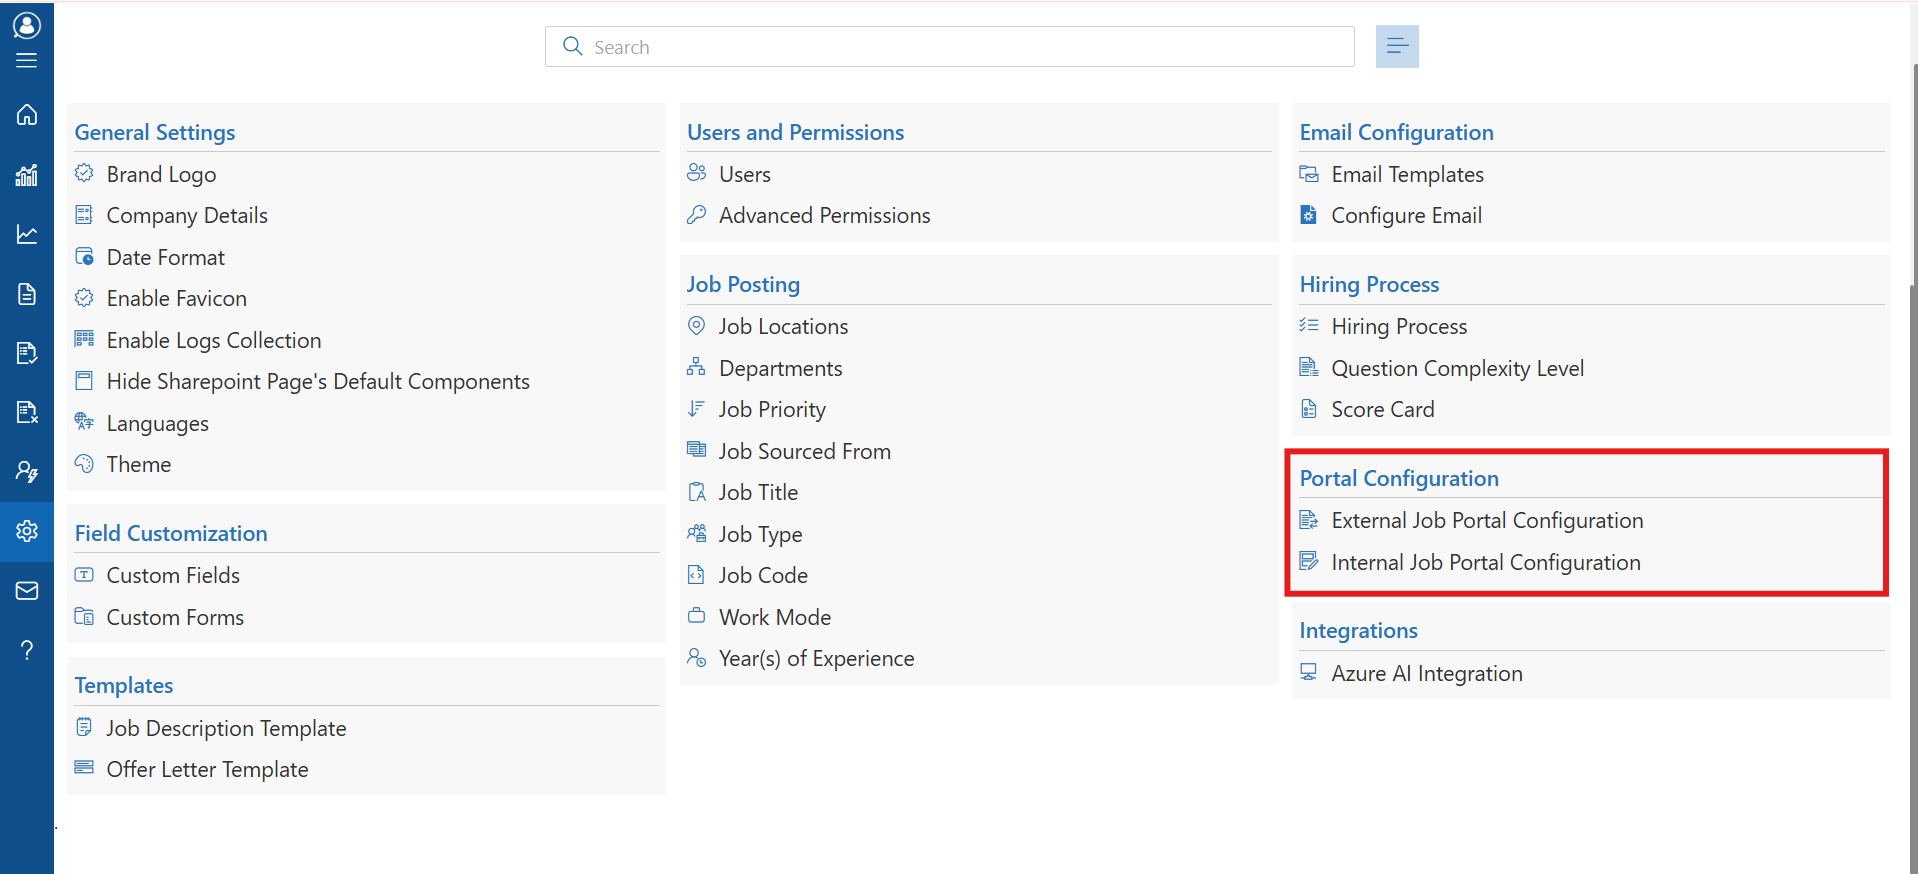 Search
General Settings
Brand Logo
Company Details
Date Format
Enable Favicon
Enable Logs Collection
Hide Sharepoint Page's Default Components
Languages
Theme
Field Customization
Custom Fields
Custom Forms
Templates
Job Description Template
Offer Letter Template
Users and Permissions
Users
Advanced Permissions
Job Posting
Job Locations
Departments
Job Priority
Job Sourced From
Job Title
Job Type
Job Code
Work Mode
Year(s) of Experience
Email Configuration
Email Templates
Configure Email
Hiring Process
Hiring Process
Question Complexity Level
Score Card
Portal Configuration
External Job Portal Configuration
Internal Job Portal Configuration
Integrations
Azure AI Integration